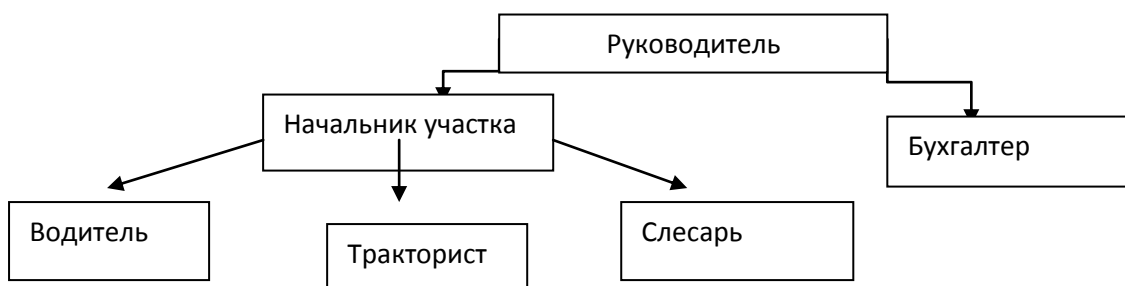 Руководитель
Начальник участка
Бухгалтер
Водитель
Тракторист
Слесарь